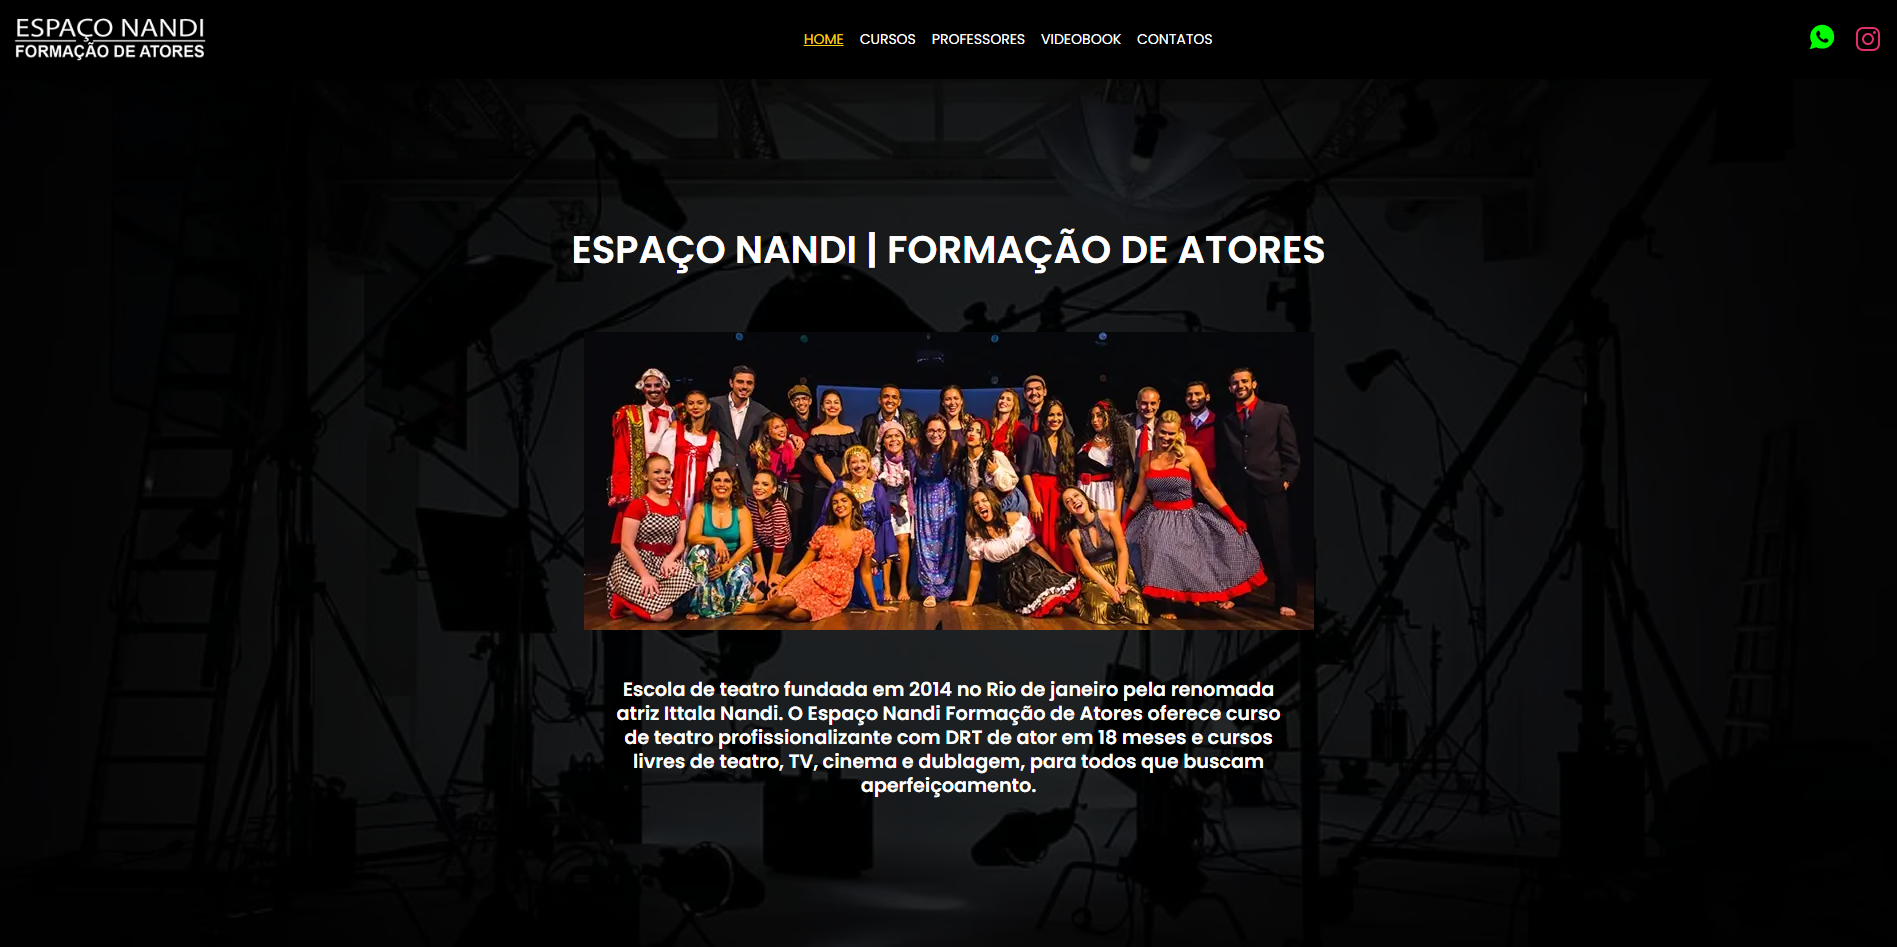 ESPAÇO NANDI
FORMAÇÃO DE ATORES
HOME CURSOS PROFESSORES VIDEOBOOK CONTATOS
ESPAÇO NANDI | FORMAÇÃO DE ATORES
Escola de teatro fundada em 2014 no Rio de janeiro pela renomada
atriz Ittala Nandi. O Espaço Nandi Formação de Atores oferece curso
de teatro profissionalizante com DRT de ator em 18 meses e cursos
livres de teatro, TV, cinema e dublagem, para todos que buscam
aperfeiçoamento.